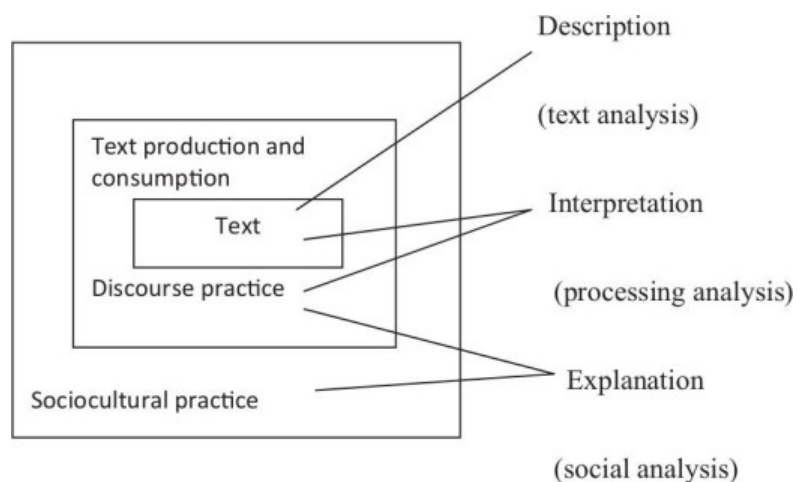 Description
(text analysis)
Text production and
consumption
Text
Interpretation
Discourse practice
(processing analysis)
Explanation
Sociocultural practice
(social analysis)